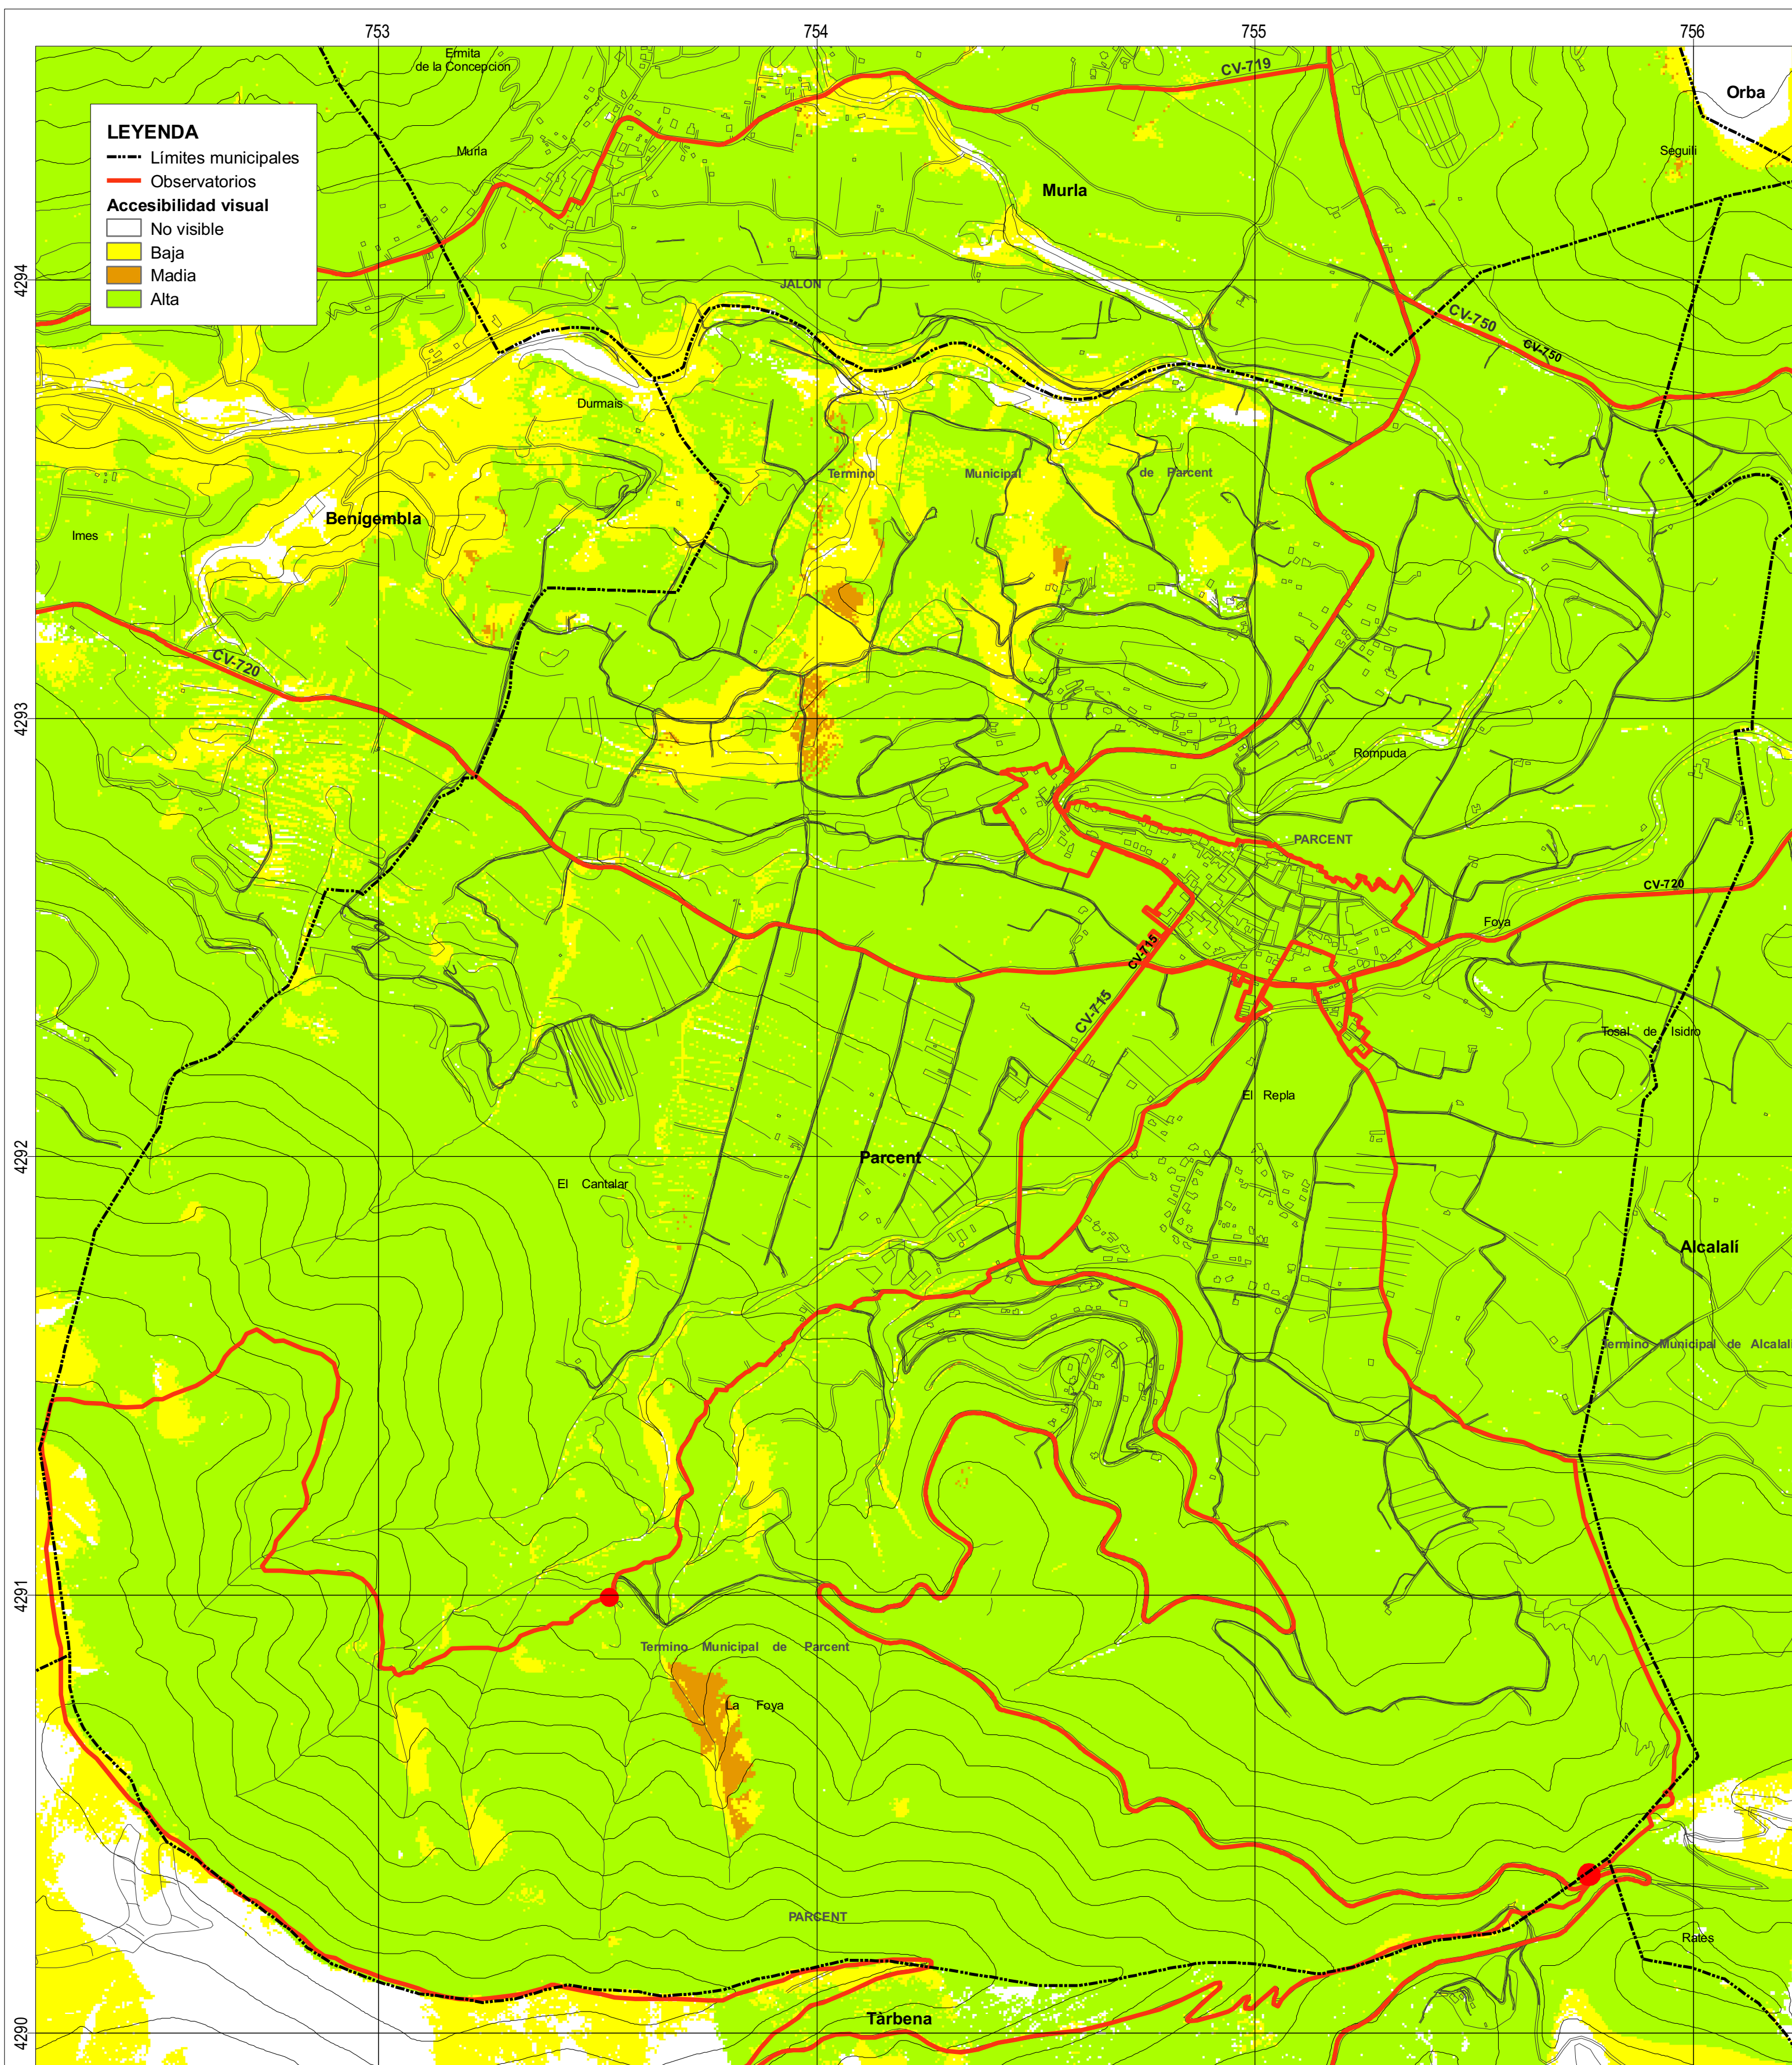 753
754
755
756
Ermita
de la Concepción
CV-719
Orba
Murla
Seguili
Murla
LEYENDA
Límites municipales
Observatorios
Accesibilidad visual
No visible
Baja
Madia
Alta
4294
JALON
CV-750
CV-750
Durmais
Termino Municipal de Parcent
Benigembla
Imes
CV-720
4293
Rompuda
PARCENT
CV-720
Foya
CV-715
CV-715
Tosal de Isidro
El Repla
4292
Parcent
El Cantalar
Alcalalí
Termino Municipal de Alcalalí
4291
Termino Municipal de Parcent
La Foya
PARCENT
Rates
Tàrbena
4290